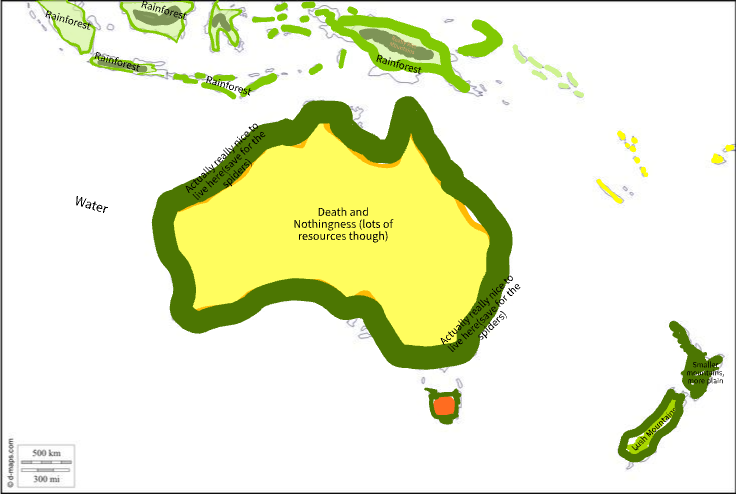 Rainforest
Rainforest
Rainforest
Rainforest
Rainforest
Actually really nice to
live here(save for the
spiders)
Water
Death and
Nothingness (lots of
resources though)
Actually really nice to
live here(save for the
spiders)
Smaller
mountains,
more plain
Lush Mountains
© d-maps.com
500 km
300 mi